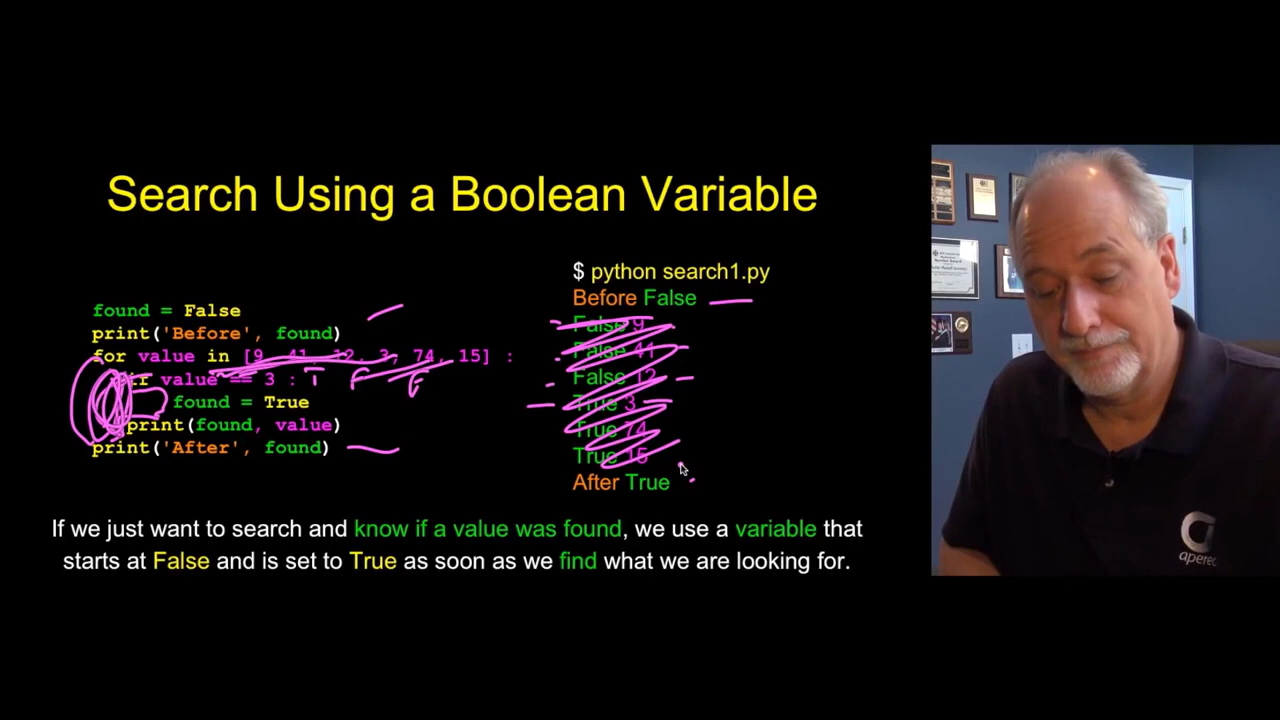 Search Using a Boolean Variable
found = False
print('Before', found)
for value in [9, 41, 12, 3, 74, 15] :
if value == 3 :
found = True
print(found, value)
print('After', found)
T F F
$ python search1.py
Before False
False 9
False 41
False 12
True 3
True 74
True 15
After True
If we just want to search and know if a value was found, we use a variable that
starts at False and is set to True as soon as we find what we are looking for.
apereo